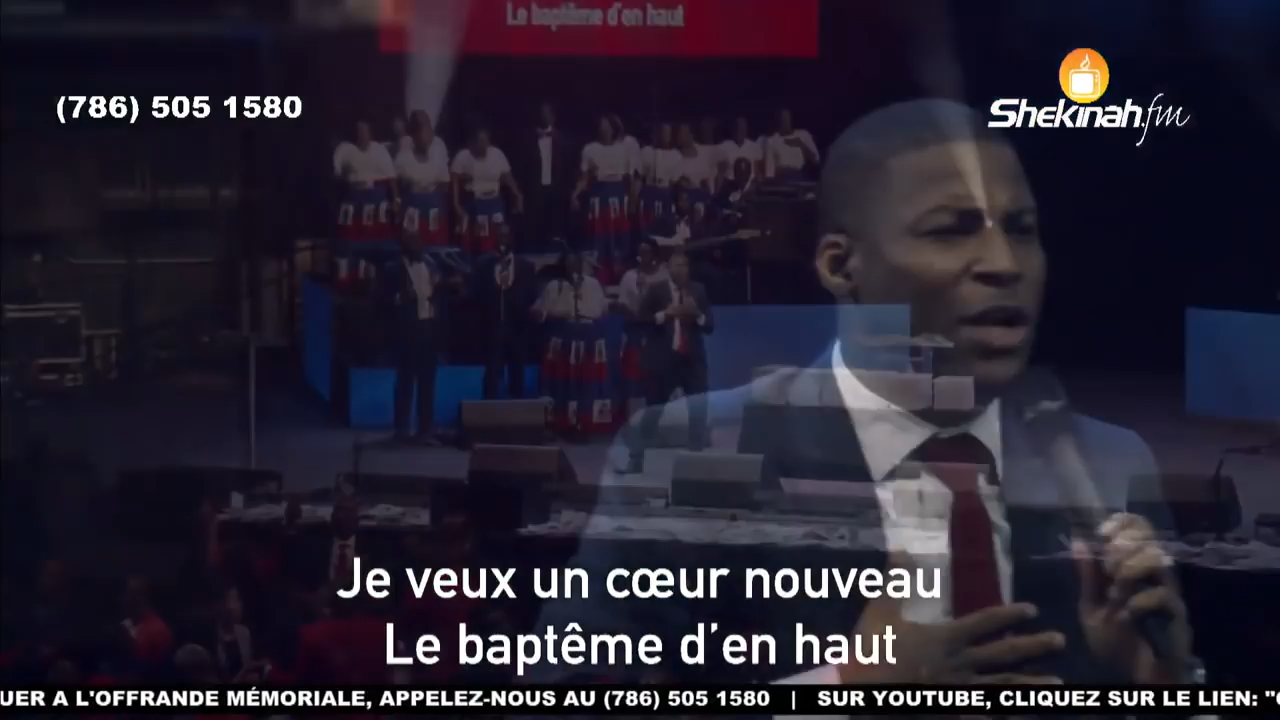 Le baptême d'en haut
(786) 505 1580
Shekinah.fm
Je veux un cœur nouveau
Le baptême d'en haut
UER A L'OFFRANDE MÉMORIALE, APPELEZ-NOUS AU (786) 505 1580 | SUR YOUTUBE, CLIQUEZ SUR LE LIEN: "